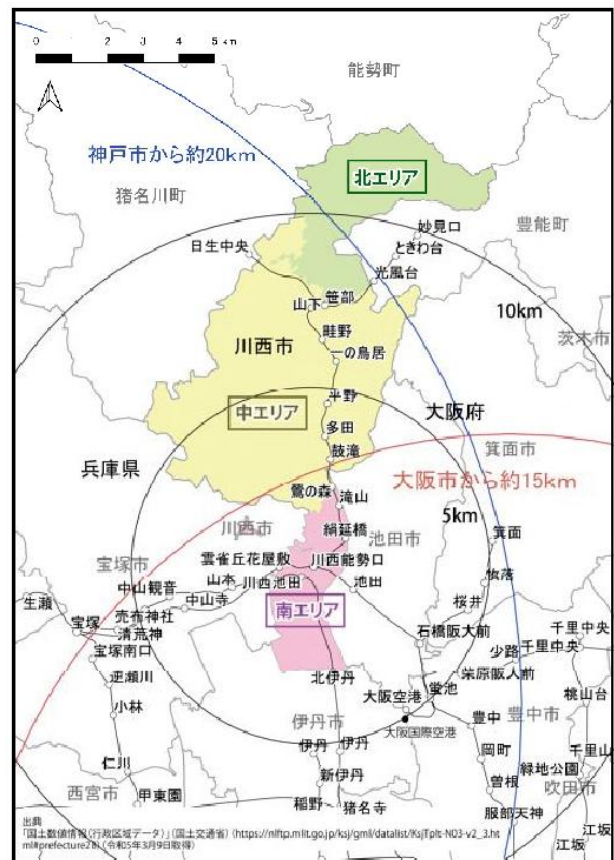 0 1 2 3 4 5 km
能勢町
神戸市から約20km
北エリア
猪名川町
妙見口
豊能町
日生中央
ときわ台
光風台
笹部
山下
10km
畦野
茨木市
川西市
一の鳥居
平野
中エリア
大阪府
多田
鼓滝
箕面市
兵庫県
大阪市から約15km
鶯の森
滝山
5km
川西市
絹延橋
池田市
箕面
宝塚市
雲雀丘花屋敷
川西能勢口
中山観音
山本
川西池田
池田
牧落
生瀬
売布神社
中山寺
桜井
宝塚
清荒神
南エリア
石橋阪大前
千里中央
宝塚南口
少路
千里中央
北伊丹
柴原阪大前
逆瀬川
大阪空港
蛍池
桃山台
小林
伊丹市
大阪国際空港
豊中
豊中市
伊丹
伊丹
岡町
千里山
仁川
新伊丹
緑地公園
曽根
西宮市
甲東園
吹田市
稲野
猪名寺
服部天神
江坂
江坂
出典
「国土数値情報(行政区域データ)」(国土交通省) (https://nlftp.mlit.go.jp/ksj/gml/datalist/KsjTplt-N03-v2_3.ht
ml#prefecture28) (令和5年3月9日取得)